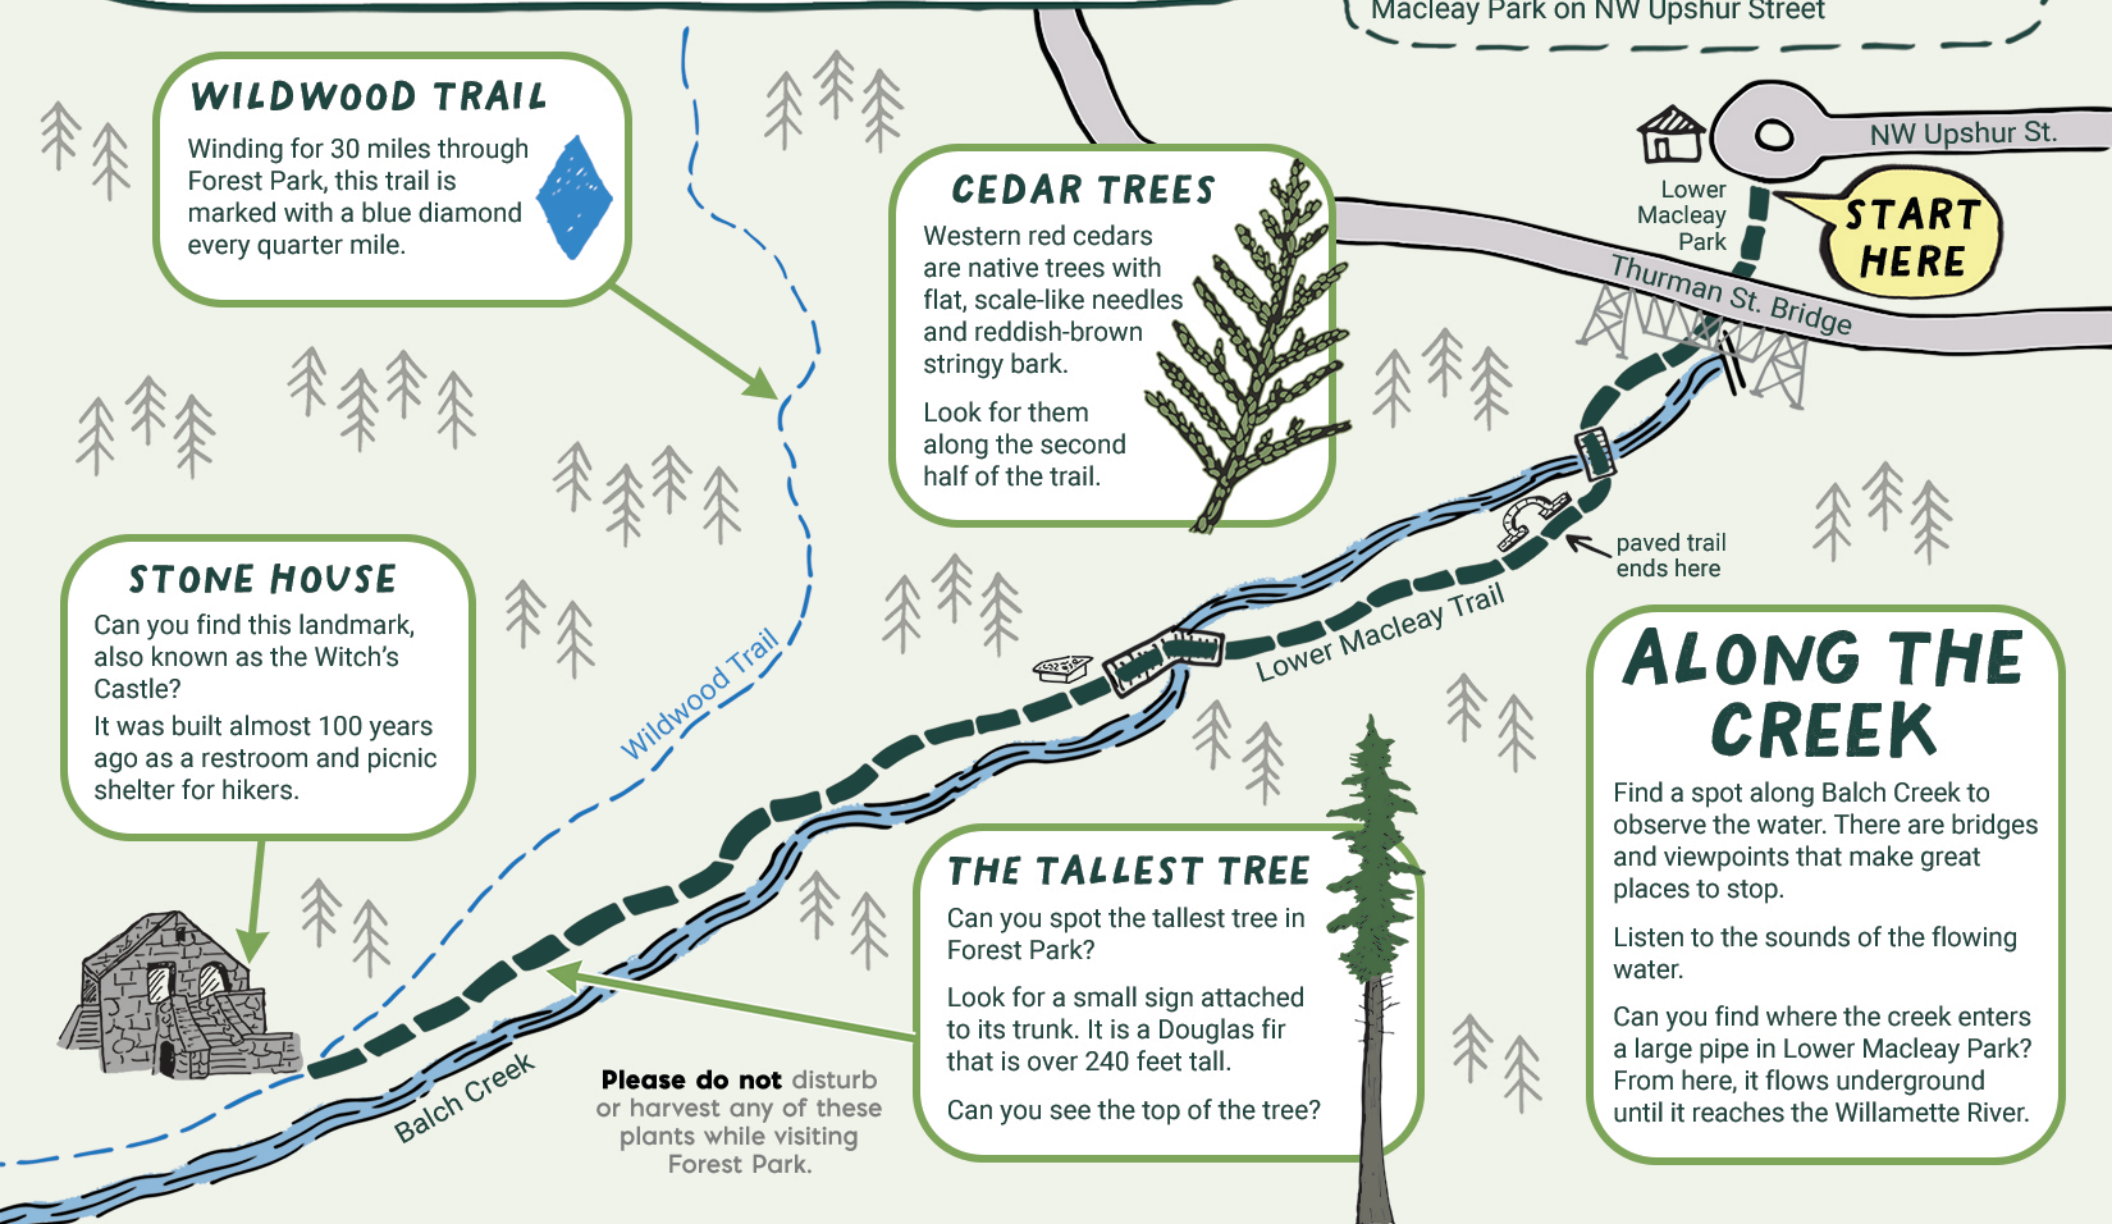 Macleay Park on NW Upshur Street
WILDWOOD TRAIL
Winding for 30 miles through
Forest Park, this trail is
marked with a blue diamond
every quarter mile.
CEDAR TREES
Western red cedars
are native trees with
flat, scale-like needles
and reddish-brown
stringy bark.
Look for them
along the second
half of the trail.
NW Upshur St.
Lower
Macleay
Park
START
HERE
Thurman St. Bridge
paved trail
ends here
Lower Macleay Trail
Wildwood Trail
STONE HOUSE
Can you find this landmark,
also known as the Witch's
Castle?
It was built almost 100 years
ago as a restroom and picnic
shelter for hikers.
Balch Creek
Please do not disturb
or harvest any of these
plants while visiting
Forest Park.
THE TALLEST TREE
Can you spot the tallest tree in
Forest Park?
Look for a small sign attached
to its trunk. It is a Douglas fir
that is over 240 feet tall.
Can you see the top of the tree?
ALONG THE
CREEK
Find a spot along Balch Creek to
observe the water. There are bridges
and viewpoints that make great
places to stop.
Listen to the sounds of the flowing
water.
Can you find where the creek enters
a large pipe in Lower Macleay Park?
From here, it flows underground
until it reaches the Willamette River.